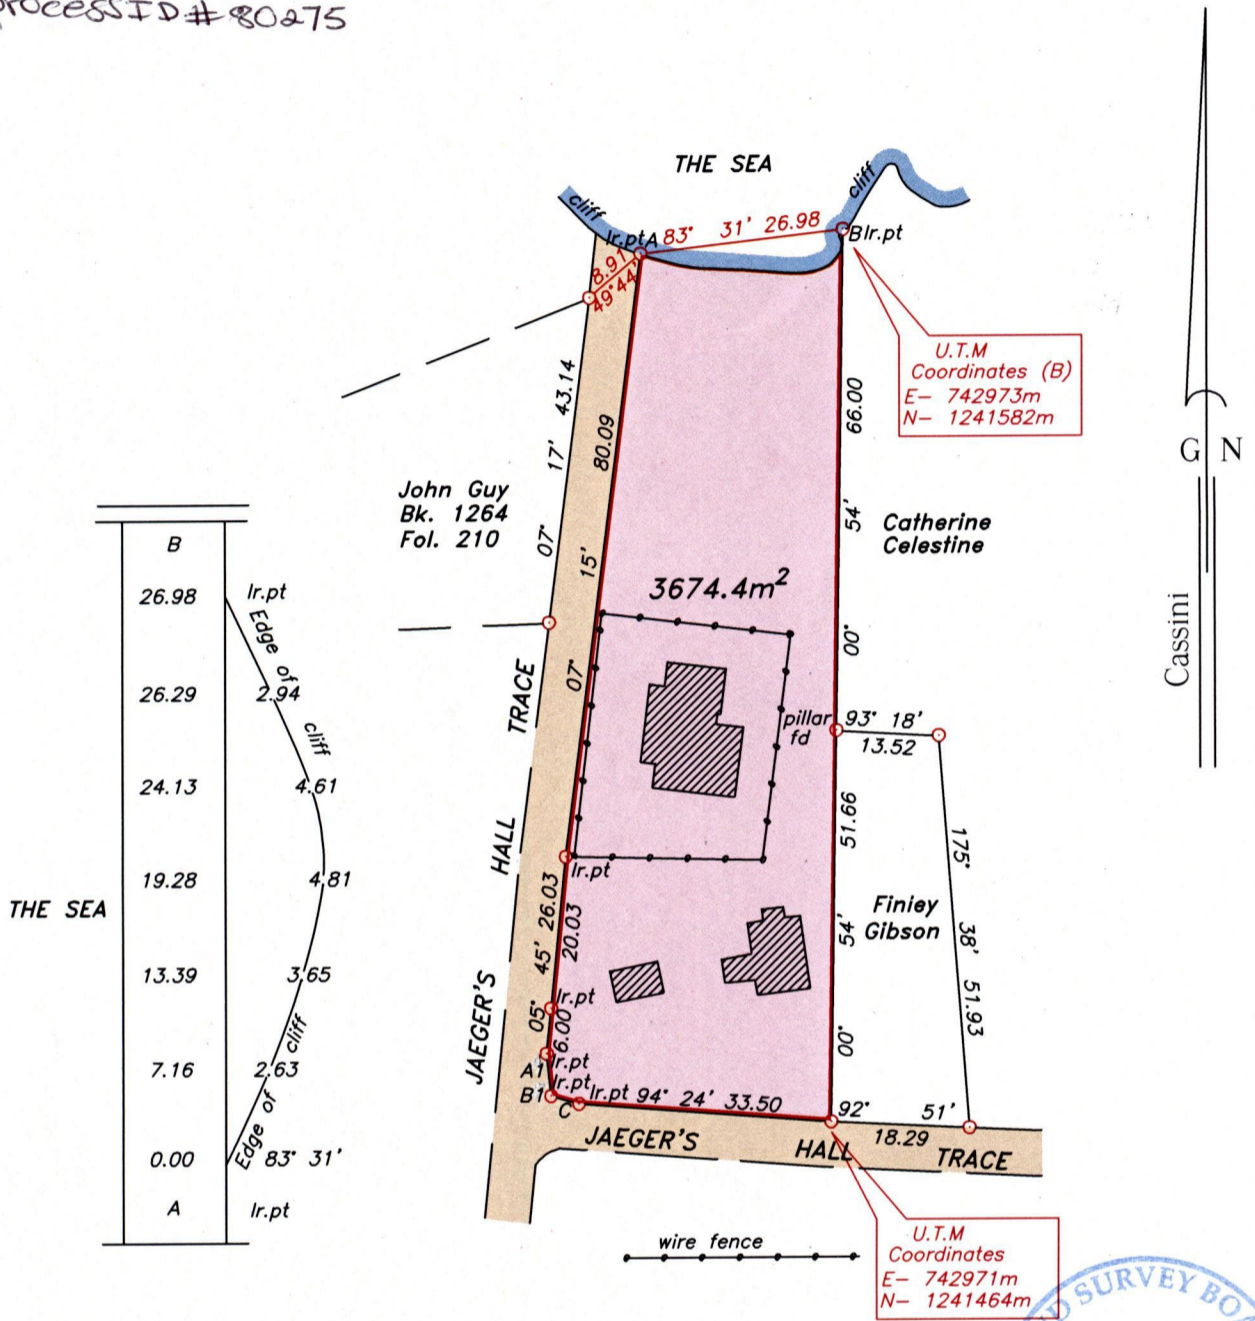 processID# 80275
THE SEA
cliff
cliff
Ir.pt A
83° 31' 26.98
B Ir.pt
8.91
49°44'
U.T.M
Coordinates (B)
E- 742973m
N- 1241582m
G N
Cassini
07° 17' 43.14
07° 15' 80.09
00° 54' 66.00
John Guy
Bk. 1264
Fol. 210
Catherine
Celestine
3674.4m²
B
26.98 Ir.pt
26.29 2.94
24.13 4.61
19.28 4.81
13.39 3.65
7.16 2.63
0.00 83° 31'
A Ir.pt
Edge of cliff
Edge of cliff
THE SEA
JAEGER'S HALL TRACE
pillar
fd
93° 18'
13.52
00° 54' 51.66
175° 38' 51.93
Finley
Gibson
Ir.pt
05° 45' 26.03
20.03
Ir.pt
6.00
Ir.pt
A1
Ir.pt
B1
C
Ir.pt 94° 24' 33.50
92° 51'
18.29
JAEGER'S HALL TRACE
wire fence
U.T.M
Coordinates
E- 742971m
N- 1241464m
SURVEY